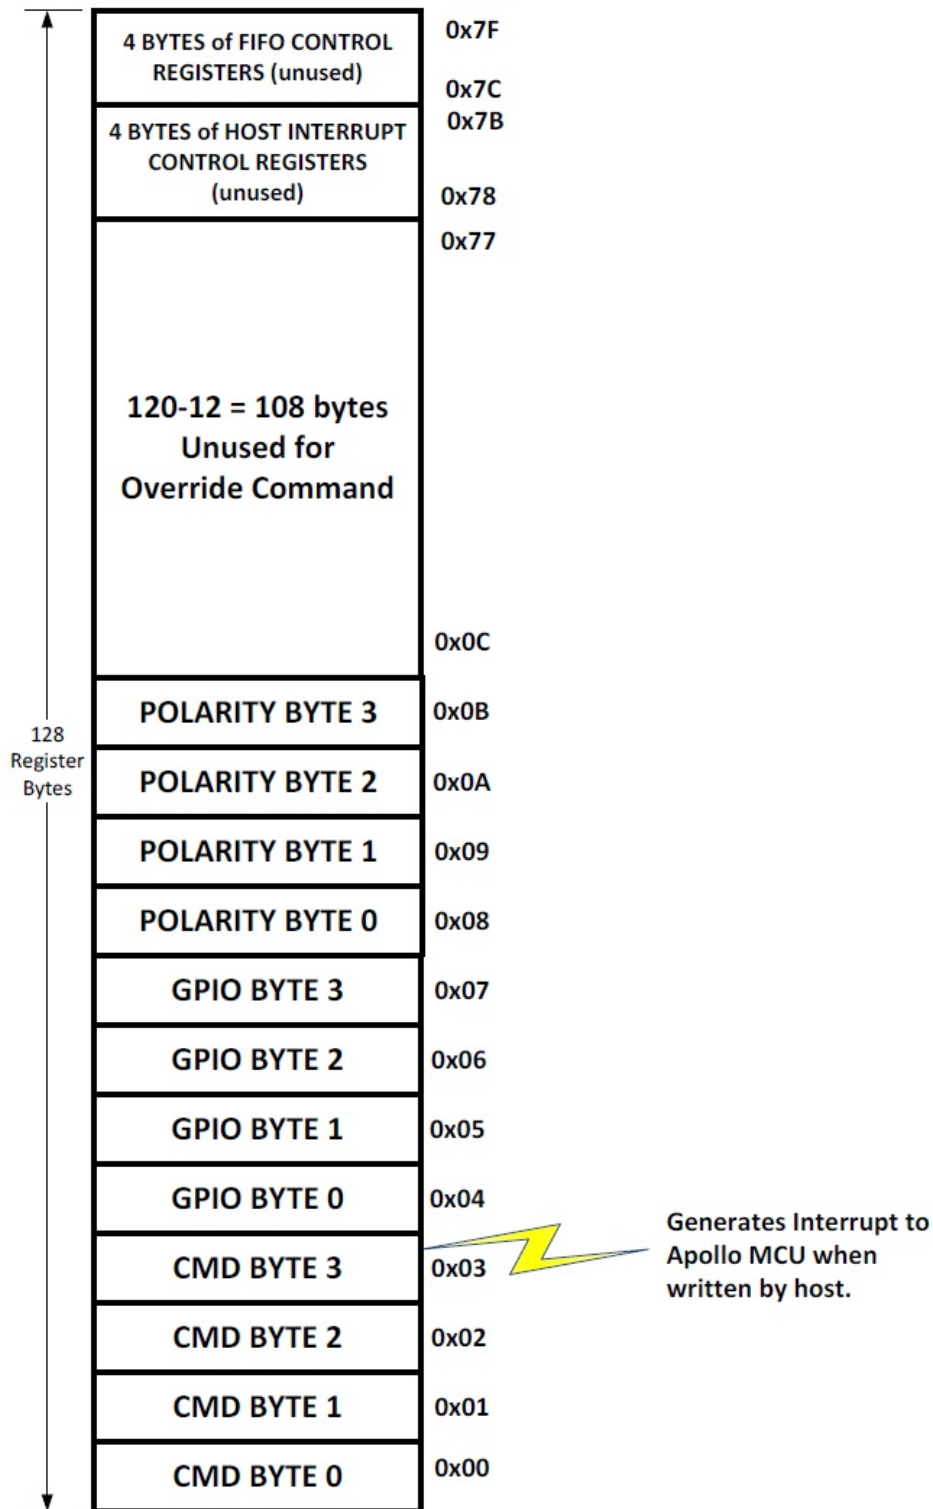 4 BYTES of FIFO CONTROL
REGISTERS (unused)
0x7F
0x7C
4 BYTES of HOST INTERRUPT
CONTROL REGISTERS
(unused)
0x7B
0x78
0x77
120-12 = 108 bytes
Unused for
Override Command
0x0C
128
Register
Bytes
POLARITY BYTE 3
0x0B
POLARITY BYTE 2
0x0A
POLARITY BYTE 1
0x09
POLARITY BYTE 0
0x08
GPIO BYTE 3
0x07
GPIO BYTE 2
0x06
GPIO BYTE 1
0x05
GPIO BYTE 0
0x04
CMD BYTE 3
0x03
Generates Interrupt to
Apollo MCU when
written by host.
CMD BYTE 2
0x02
CMD BYTE 1
0x01
CMD BYTE 0
0x00